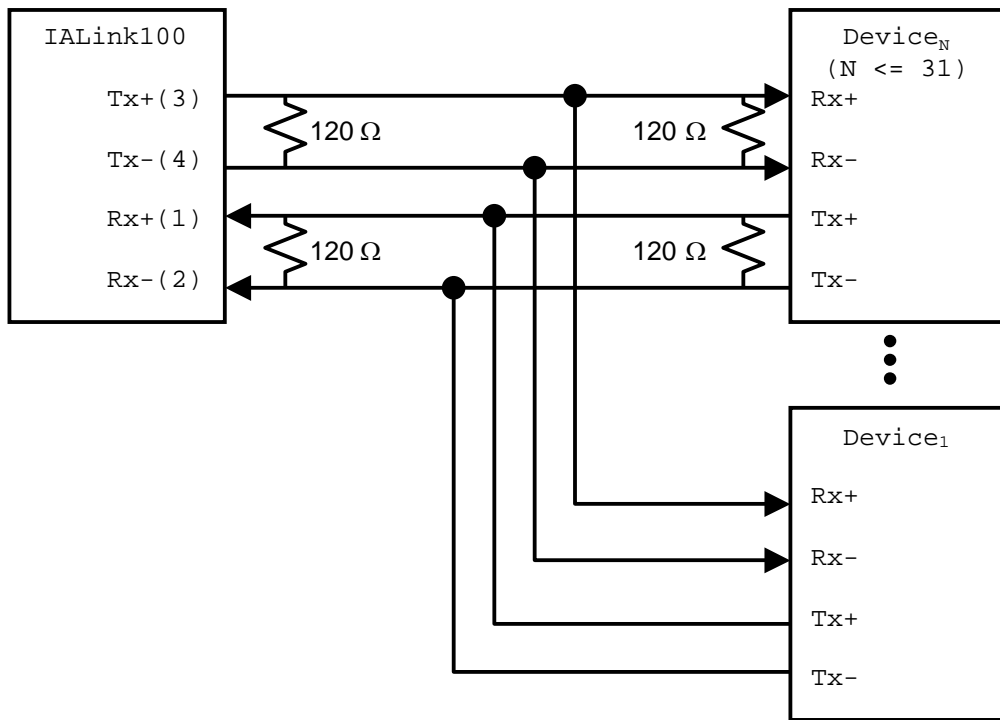 IALink100
Tx+(3)
Tx-(4)
Rx+(1)
Rx-(2)
120 Ω
120 Ω
120 Ω
120 Ω
Device_N
(N <= 31)
Rx+
Rx-
Tx+
Tx-
Device₁
Rx+
Rx-
Tx+
Tx-